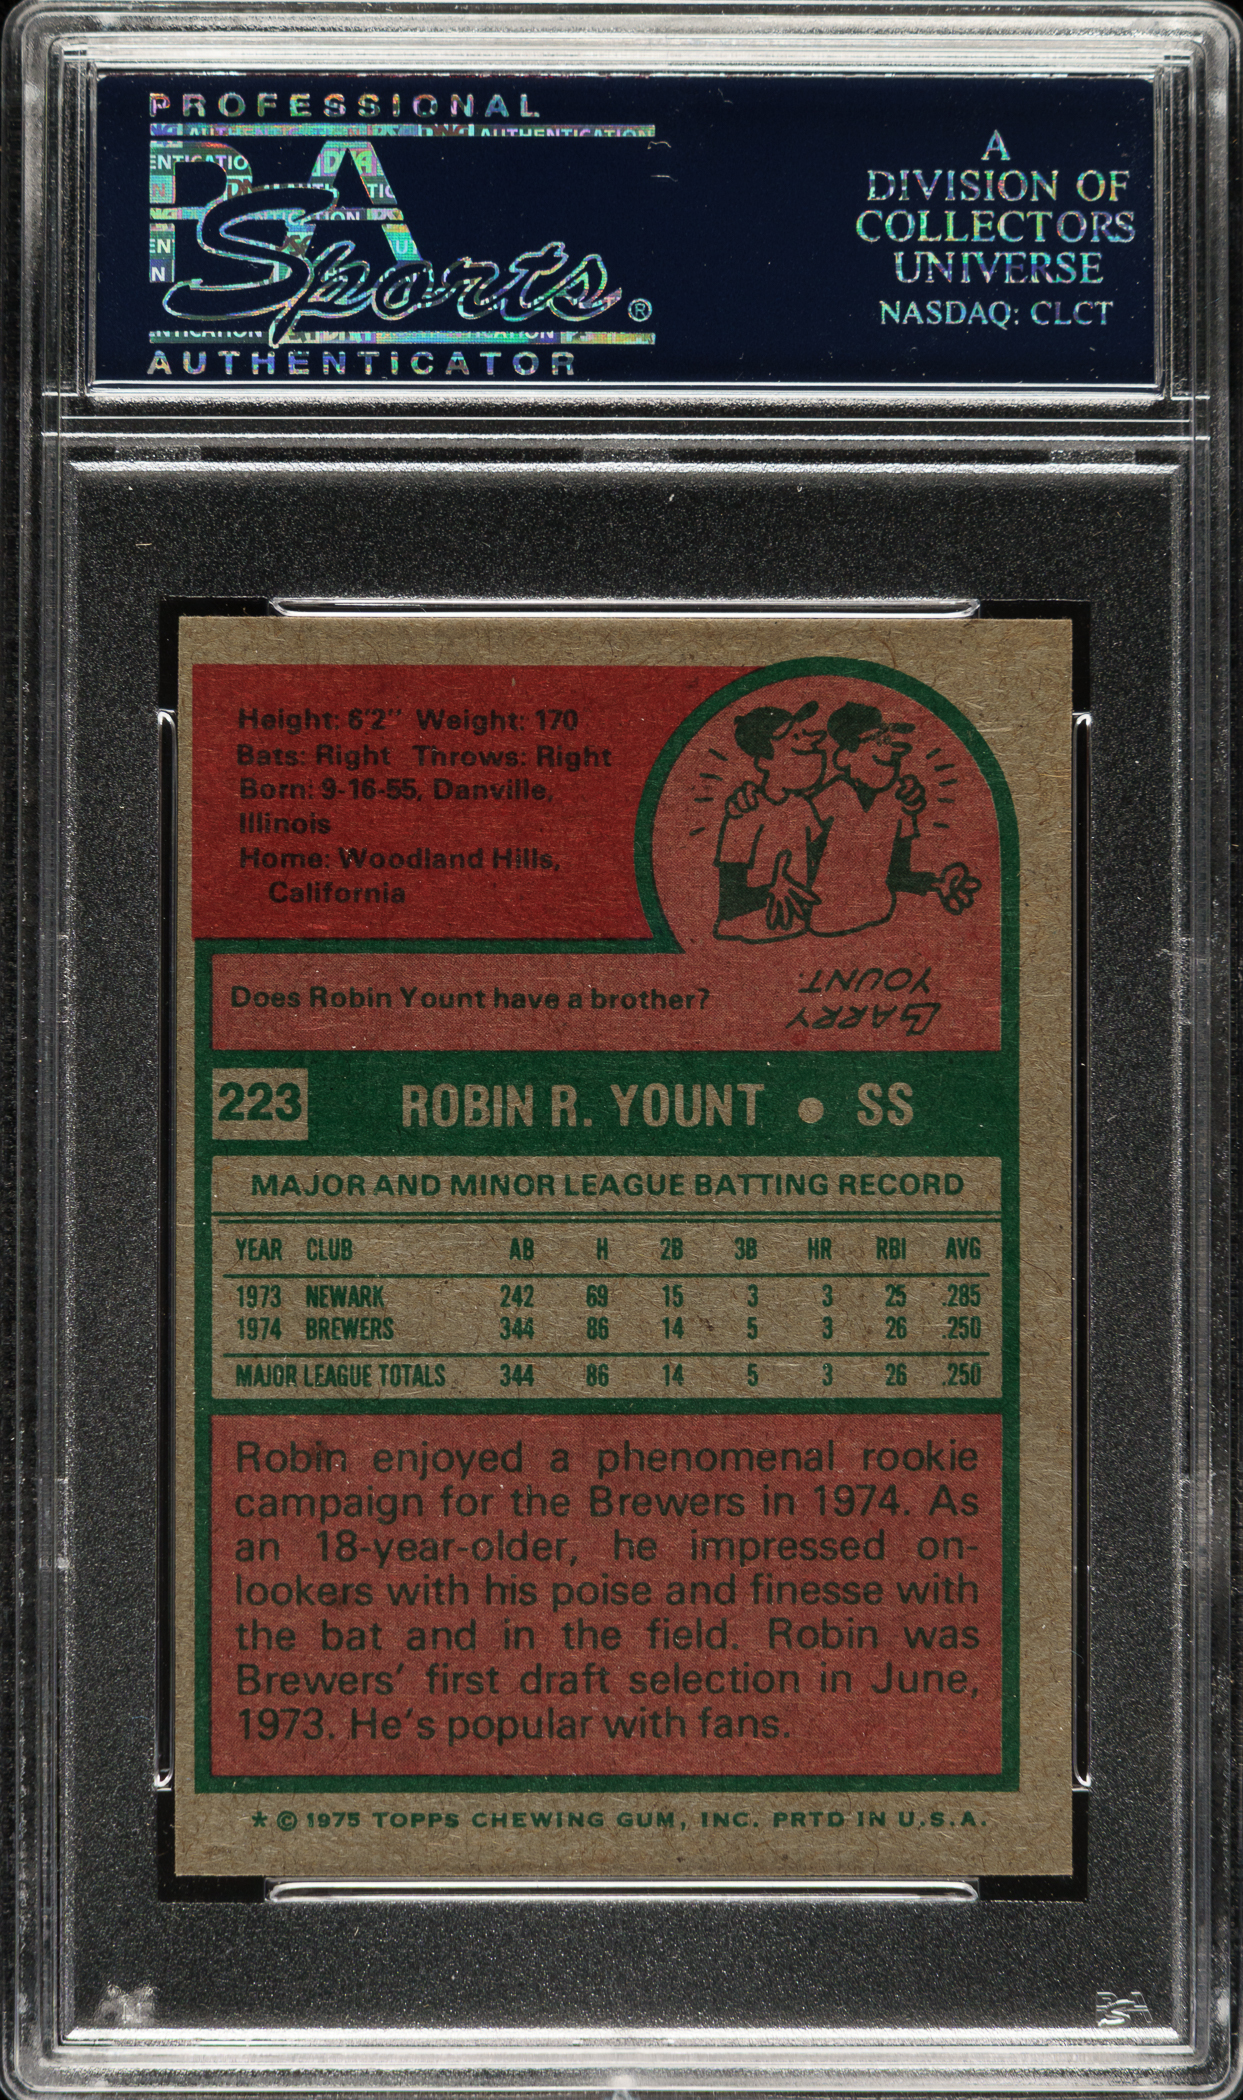 PROFESSIONAL
PSA
Sports®
AUTHENTICATOR
A
DIVISION OF
COLLECTORS
UNIVERSE
NASDAQ: CLCT
Height: 6'2" Weight: 170
Bats: Right Throws: Right
Born: 9-16-55, Danville,
Illinois
Home: Woodland Hills,
California
Does Robin Yount have a brother?
LARRY
YOUNT.
223 ROBIN R. YOUNT • SS
MAJOR AND MINOR LEAGUE BATTING RECORD
YEAR CLUB AB H 2B 3B HR RBI AVG
1973 NEWARK 242 69 15 3 3 25 .285
1974 BREWERS 344 86 14 5 3 26 .250
MAJOR LEAGUE TOTALS 344 86 14 5 3 26 .250
Robin enjoyed a phenomenal rookie
campaign for the Brewers in 1974. As
an 18-year-older, he impressed on-
lookers with his poise and finesse with
the bat and in the field. Robin was
Brewers' first draft selection in June,
1973. He's popular with fans.
* © 1975 TOPPS CHEWING GUM, INC. PRTD IN U.S.A.
PSA